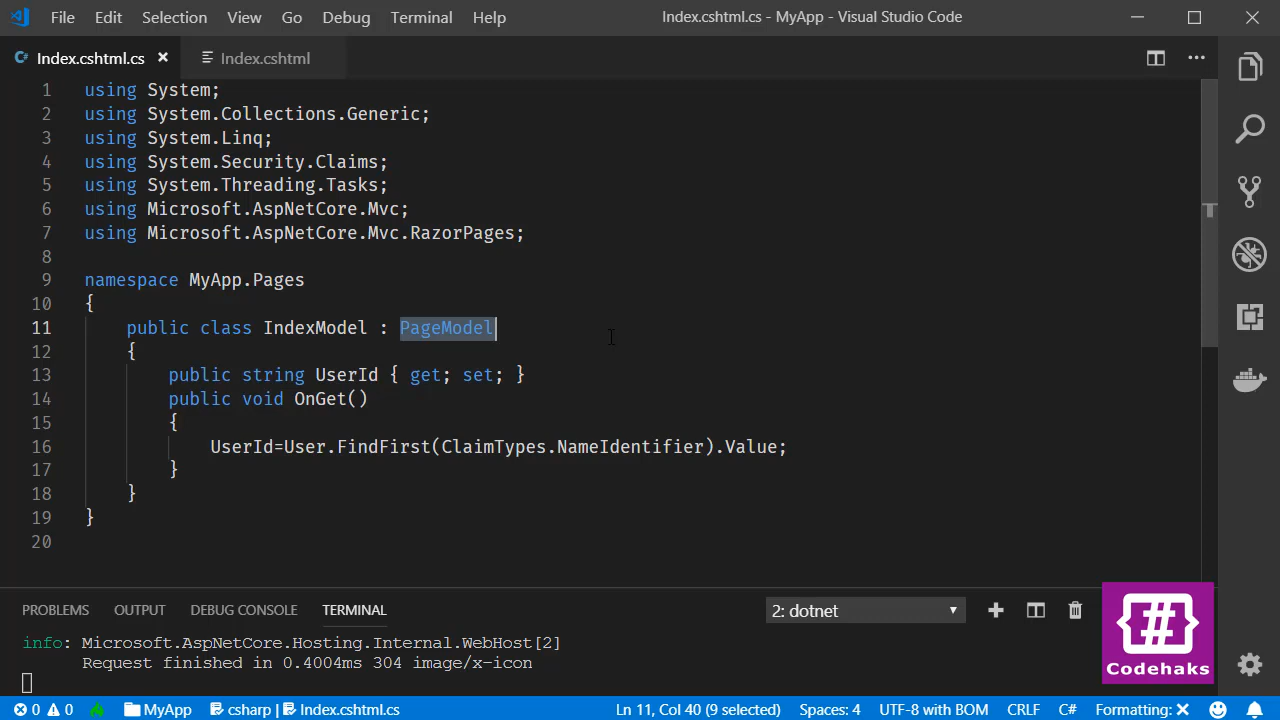 File Edit Selection View Go Debug Terminal Help Index.cshtml.cs - MyApp - Visual Studio Code
Index.cshtml.cs Index.cshtml
1 using System;
2 using System.Collections.Generic;
3 using System.Linq;
4 using System.Security.Claims;
5 using System.Threading.Tasks;
6 using Microsoft.AspNetCore.Mvc;
7 using Microsoft.AspNetCore.Mvc.RazorPages;
8
9 namespace MyApp.Pages
10 {
11 public class IndexModel : PageModel
12 {
13 public string UserId { get; set; }
14 public void OnGet()
15 {
16 UserId=User.FindFirst(ClaimTypes.NameIdentifier).Value;
17 }
18 }
19 }
20
PROBLEMS OUTPUT DEBUG CONSOLE TERMINAL 2: dotnet
info: Microsoft.AspNetCore.Hosting.Internal.WebHost[2]
Request finished in 0.4004ms 304 image/x-icon
{#}
Codehaks
0 0 MyApp csharp | Index.cshtml.cs Ln 11, Col 40 (9 selected) Spaces: 4 UTF-8 with BOM CRLF C# Formatting: ✕